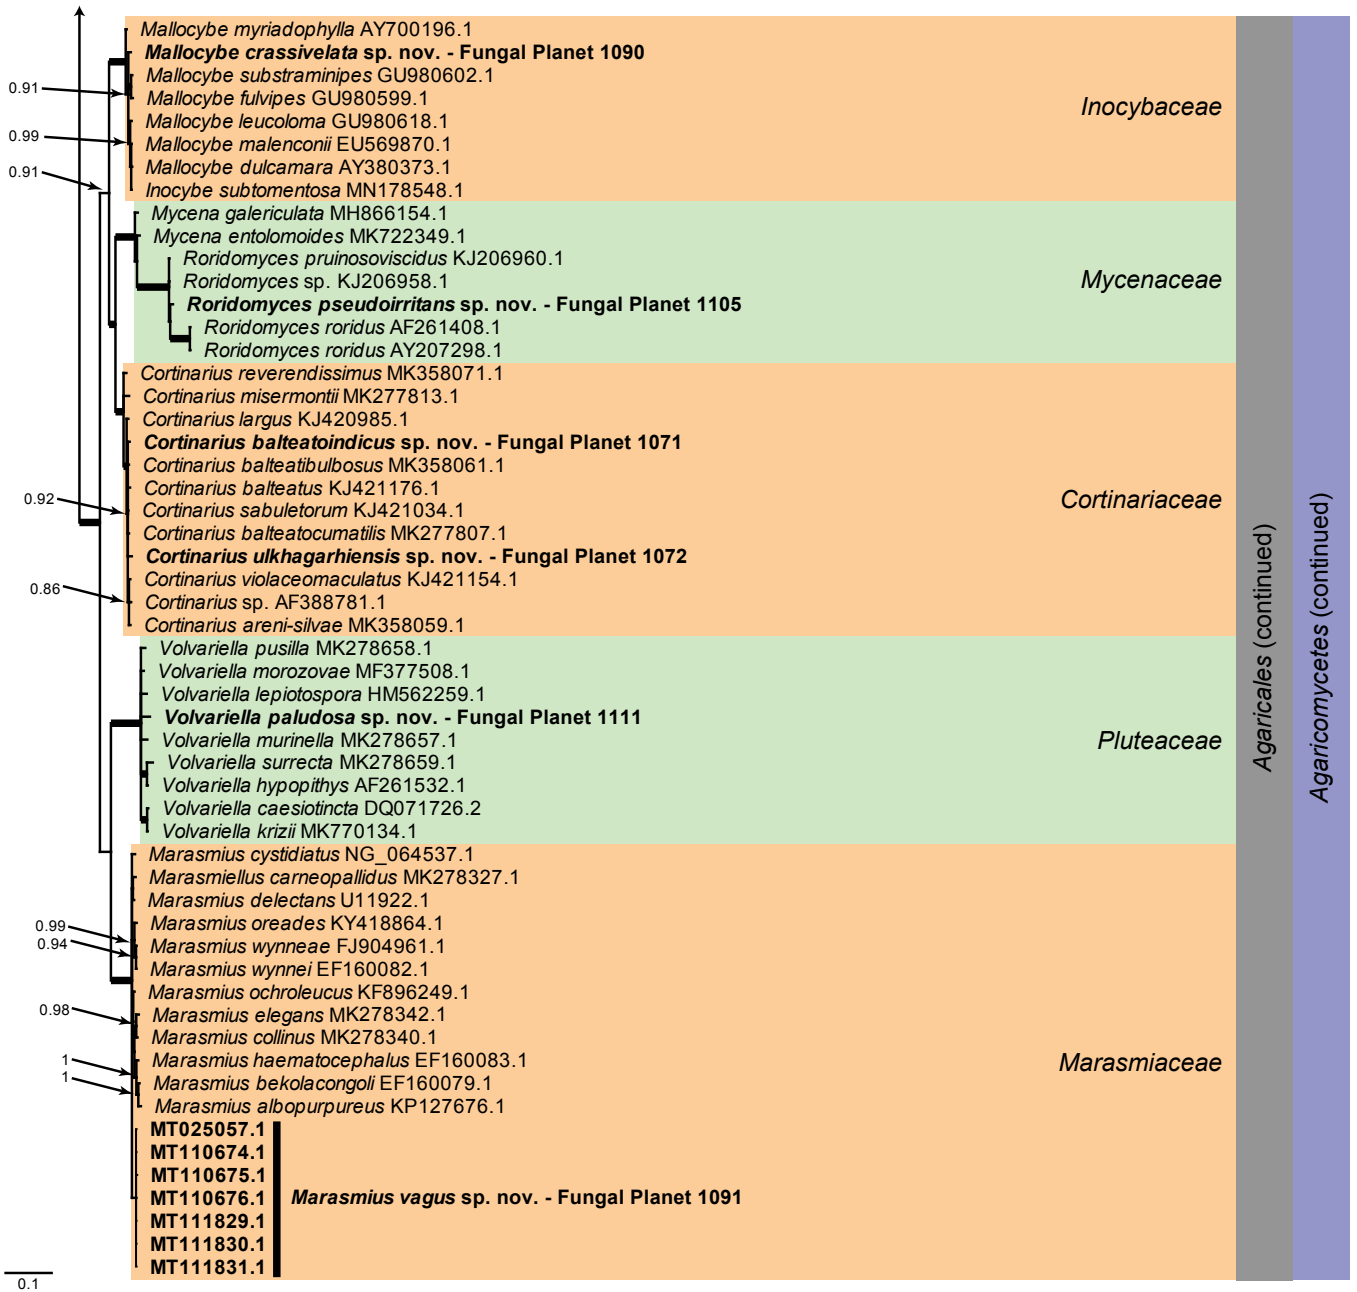 Mallocybe myriadophylla AY700196.1
Mallocybe crassivelata sp. nov. - Fungal Planet 1090
Mallocybe substraminipes GU980602.1
0.91
Mallocybe fulvipes GU980599.1
Inocybaceae
Mallocybe leucoloma GU980618.1
0.99
Mallocybe malenconii EU569870.1
0.91
Mallocybe dulcamara AY380373.1
Inocybe subtomentosa MN178548.1
Mycena galericulata MH866154.1
Mycena entolomoides MK722349.1
Roridomyces pruinosoviscidus KJ206960.1
Roridomyces sp. KJ206958.1
Mycenaceae
Roridomyces pseudoirritans sp. nov. - Fungal Planet 1105
Roridomyces roridus AF261408.1
Roridomyces roridus AY207298.1
Cortinarius reverendissimus MK358071.1
Cortinarius misermontii MK277813.1
Cortinarius largus KJ420985.1
Cortinarius balteatoindicus sp. nov. - Fungal Planet 1071
Cortinarius balteatibulbosus MK358061.1
Cortinarius balteatus KJ421176.1
0.92
Cortinariaceae
Cortinarius sabuletorum KJ421034.1
Cortinarius balteatocumatilis MK277807.1
Cortinarius ulkhagarhiensis sp. nov. - Fungal Planet 1072
Cortinarius violaceomaculatus KJ421154.1
0.86
Cortinarius sp. AF388781.1
Cortinarius areni-silvae MK358059.1
Volvariella pusilla MK278658.1
Volvariella morozovae MF377508.1
Volvariella lepiotospora HM562259.1
Volvariella paludosa sp. nov. - Fungal Planet 1111
Volvariella murinella MK278657.1
Pluteaceae
Volvariella surrecta MK278659.1
Volvariella hypopithys AF261532.1
Volvariella caesiotincta DQ071726.2
Volvariella krizii MK770134.1
Marasmius cystidiatus NG_064537.1
Marasmiellus carneopallidus MK278327.1
Marasmius delectans U11922.1
Marasmius oreades KY418864.1
0.99
0.94
Marasmius wynneae FJ904961.1
Marasmius wynnei EF160082.1
Marasmius ochroleucus KF896249.1
0.98
Marasmius elegans MK278342.1
Marasmius collinus MK278340.1
1
Marasmius haematocephalus EF160083.1
Marasmiaceae
1
Marasmius bekolacongoli EF160079.1
Marasmius albopurpureus KP127676.1
MT025057.1
MT110674.1
MT110675.1
MT110676.1
Marasmius vagus sp. nov. - Fungal Planet 1091
MT111829.1
MT111830.1
MT111831.1
0.1
Agaricales (continued)
Agaricomycetes (continued)